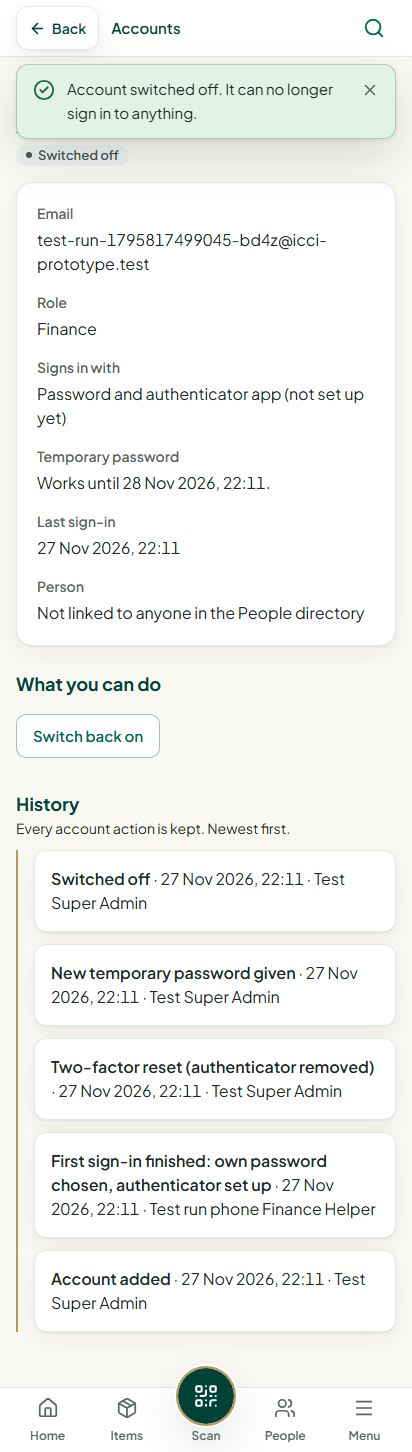 Back
Accounts
Account switched off. It can no longer
sign in to anything.
Switched off
Email
test-run-1795817499045-bd4z@icci-
prototype.test
Role
Finance
Signs in with
Password and authenticator app (not set up
yet)
Temporary password
Works until 28 Nov 2026, 22:11.
Last sign-in
27 Nov 2026, 22:11
Person
Not linked to anyone in the People directory
What you can do
Switch back on
History
Every account action is kept. Newest first.
Switched off · 27 Nov 2026, 22:11 · Test
Super Admin
New temporary password given · 27 Nov
2026, 22:11 · Test Super Admin
Two-factor reset (authenticator removed)
· 27 Nov 2026, 22:11 · Test Super Admin
First sign-in finished: own password
chosen, authenticator set up · 27 Nov
2026, 22:11 · Test run phone Finance Helper
Account added · 27 Nov 2026, 22:11 · Test
Super Admin
Home
Items
Scan
People
Menu